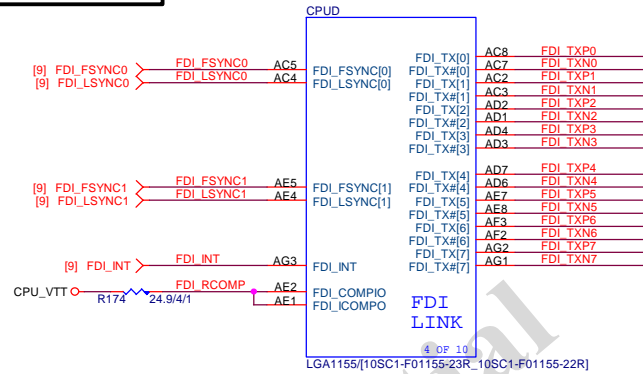 CPUD
[9] FDI_FSYNC0 FDI_FSYNC0 AC5 FDI_FSYNC[0]
[9] FDI_LSYNC0 FDI_LSYNC0 AC4 FDI_LSYNC[0]
FDI_TX[0] AC8 FDI_TXP0
FDI_TX#[0] AC7 FDI_TXN0
FDI_TX[1] AC2 FDI_TXP1
FDI_TX#[1] AC3 FDI_TXN1
FDI_TX[2] AD2 FDI_TXP2
FDI_TX#[2] AD1 FDI_TXN2
FDI_TX[3] AD4 FDI_TXP3
FDI_TX#[3] AD3 FDI_TXN3
[9] FDI_FSYNC1 FDI_FSYNC1 AE5 FDI_FSYNC[1]
[9] FDI_LSYNC1 FDI_LSYNC1 AE4 FDI_LSYNC[1]
FDI_TX[4] AD7 FDI_TXP4
FDI_TX#[4] AD6 FDI_TXN4
FDI_TX[5] AE7 FDI_TXP5
FDI_TX#[5] AE8 FDI_TXN5
FDI_TX[6] AF3 FDI_TXP6
FDI_TX#[6] AF2 FDI_TXN6
FDI_TX[7] AG2 FDI_TXP7
FDI_TX#[7] AG1 FDI_TXN7
[9] FDI_INT FDI_INT AG3 FDI_INT
CPU_VTT R174 24.9/4/1 FDI_RCOMP AE2 FDI_COMPIO
AE1 FDI_ICOMPO
FDI
LINK
4 OF 10
LGA1155/[10SC1-F01155-23R_10SC1-F01155-22R]